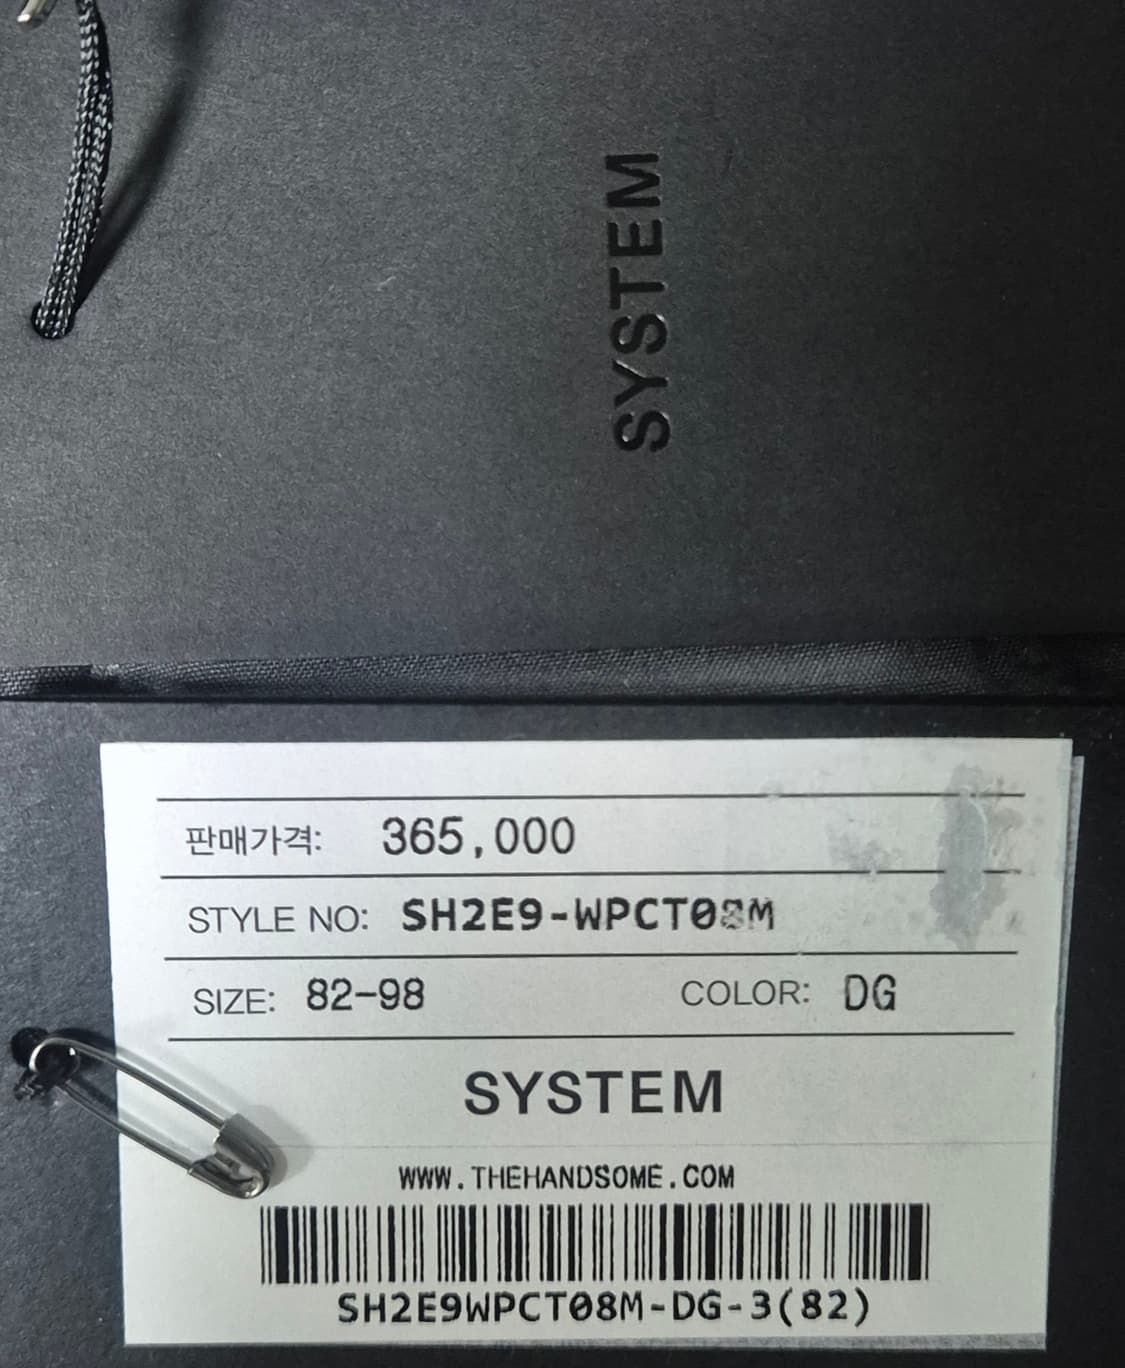 SYSTEM
판매가격: 365,000
STYLE NO: SH2E9-WPCT08M
SIZE: 82-98 COLOR: DG
SYSTEM
WWW.THEHANDSOME.COM
SH2E9WPCT08M-DG-3(82)